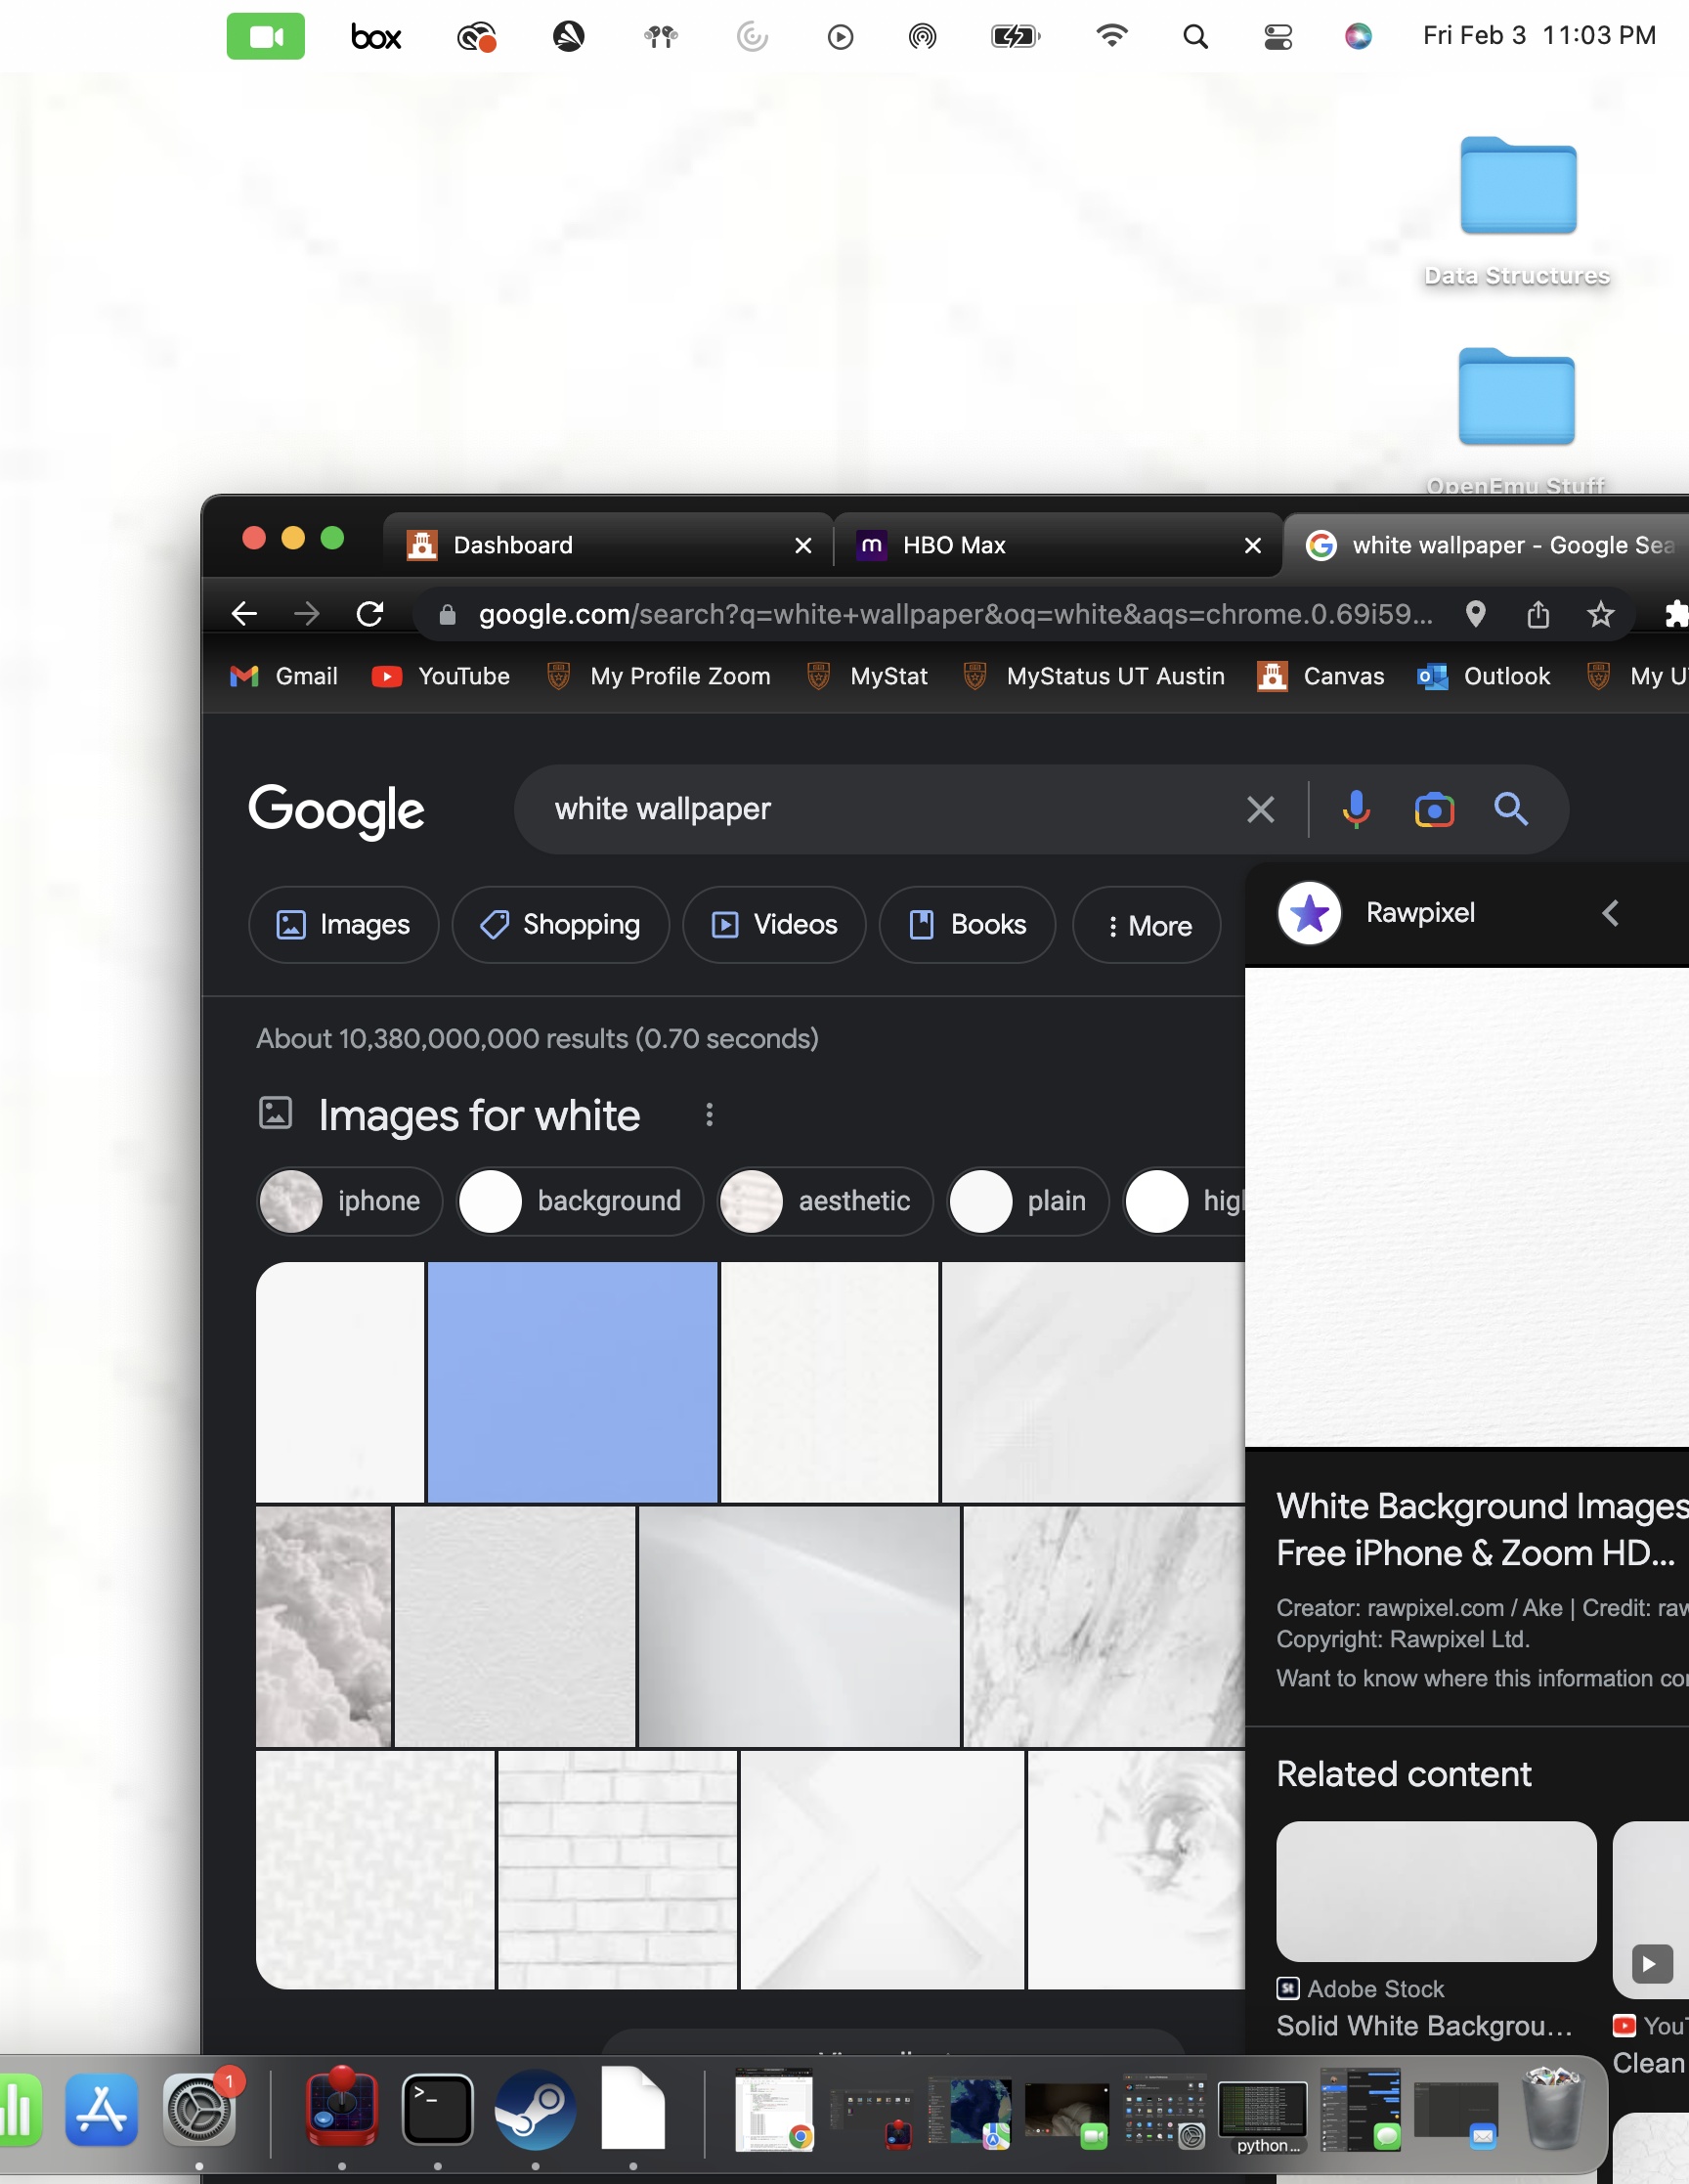 box
Fri Feb 3 11:03 PM
Data Structures
OpenEmu Stuff
Dashboard
HBO Max
white wallpaper - Google Sea
google.com/search?q=white+wallpaper&oq=white&aqs=chrome.0.69i59...
Gmail
YouTube
My Profile Zoom
MyStat
MyStatus UT Austin
Canvas
Outlook
My U
Google
white wallpaper
Images
Shopping
Videos
Books
More
Rawpixel
About 10,380,000,000 results (0.70 seconds)
Images for white
iphone
background
aesthetic
plain
hig
White Background Images
Free iPhone & Zoom HD...
Creator: rawpixel.com / Ake | Credit: raw
Copyright: Rawpixel Ltd.
Want to know where this information co
Related content
St Adobe Stock
Solid White Backgrou...
YouT
Clean
1
>_
python...